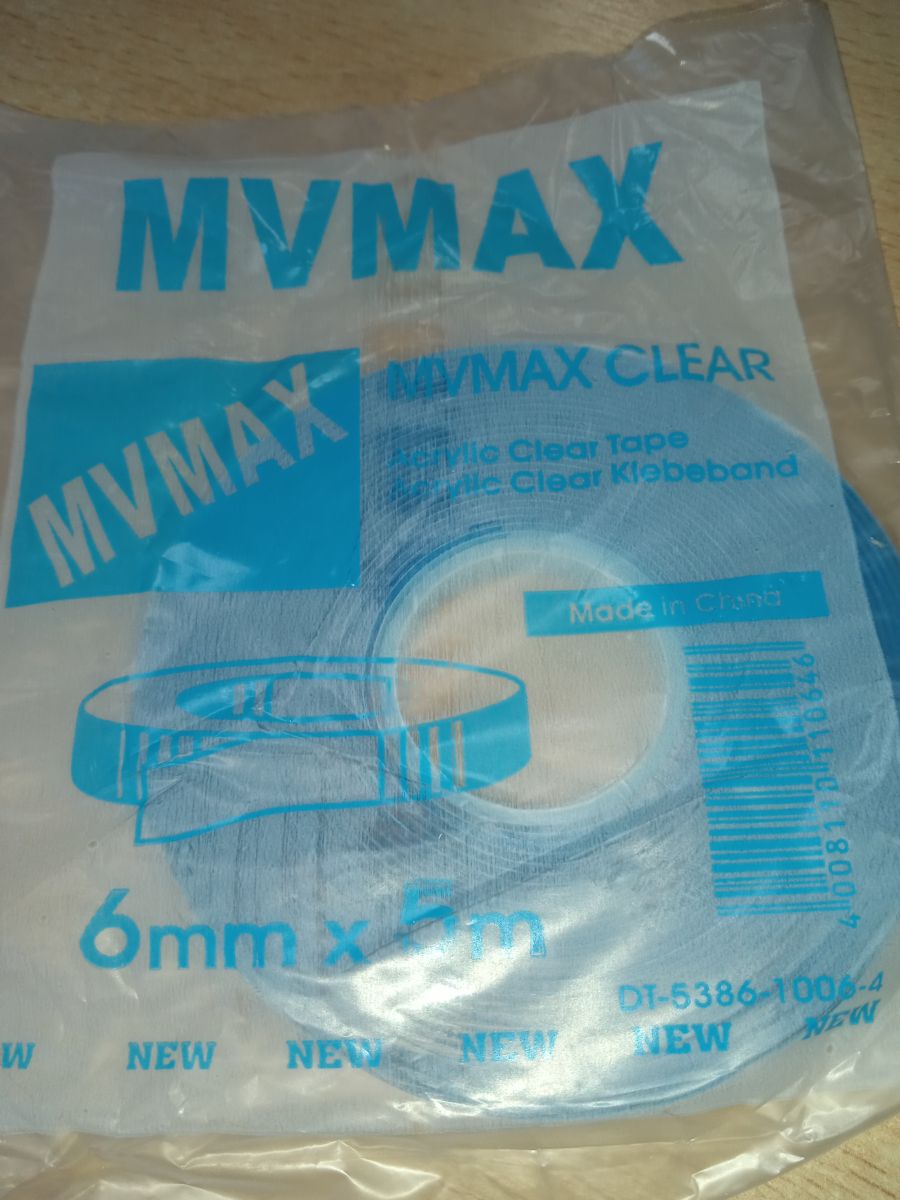 MVMAX
MVMAX
MVMAX CLEAR
Acrylic Clear Tape
Acrylic Clear Klebeband
Made in China
6mm x 5m
DT-5386-1006-4
NEW NEW NEW NEW NEW